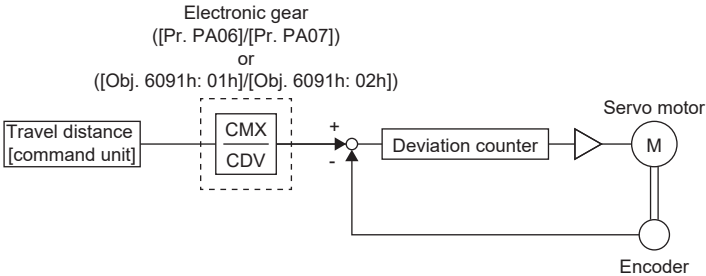 Electronic gear
([Pr. PA06]/[Pr. PA07])
or
([Obj. 6091h: 01h]/[Obj. 6091h: 02h])
Servo motor
Travel distance
[command unit]
CMX
CDV
+
-
Deviation counter
M
Encoder